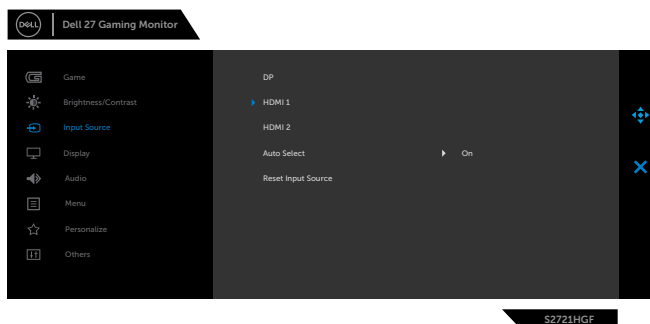 DELL
Dell 27 Gaming Monitor
Game
DP
Brightness/Contrast
HDMI 1
Input Source
HDMI 2
Display
Auto Select
On
Audio
Reset Input Source
Menu
Personalize
Others
S2721HGF